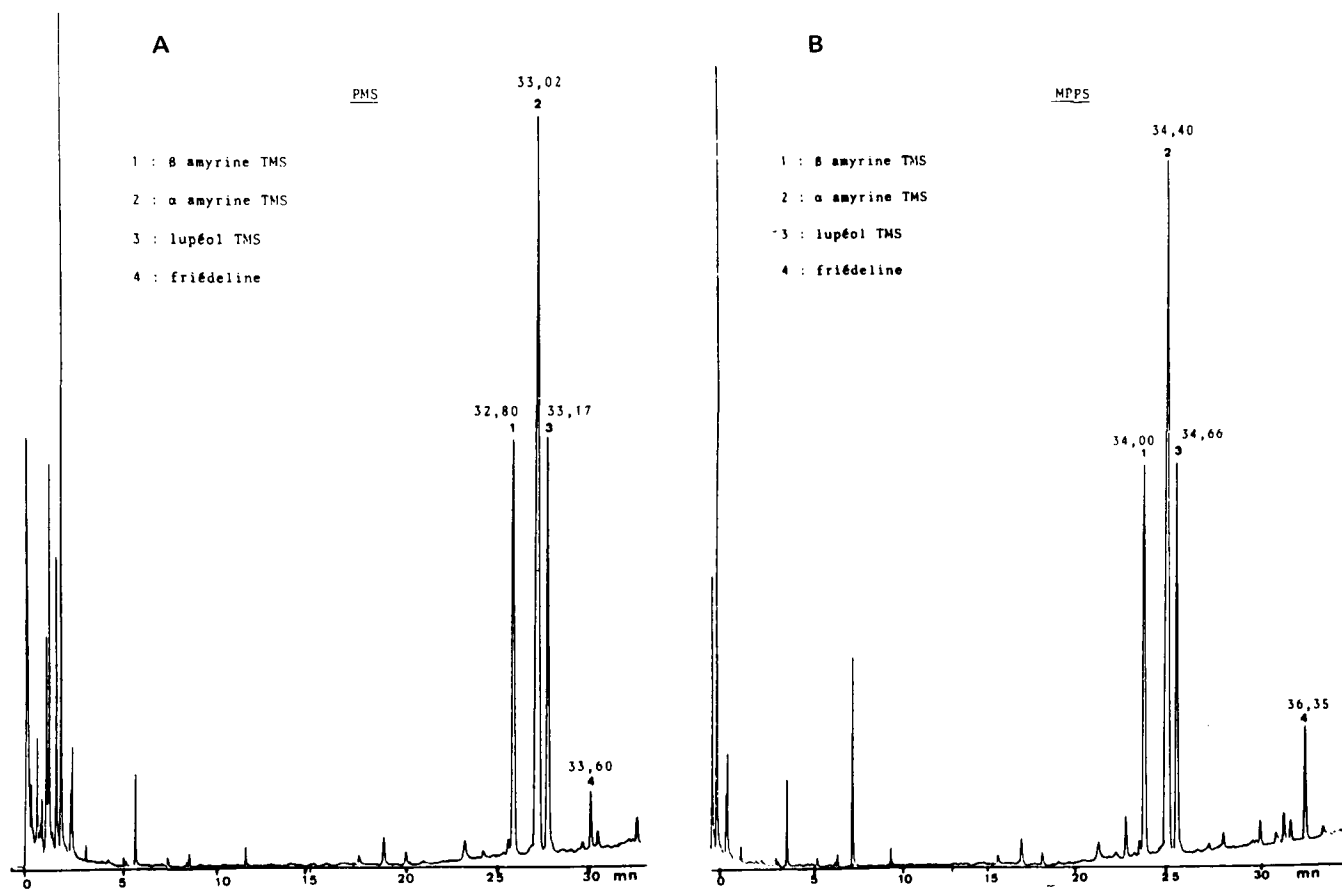 A
PMS
33,02
2
1 : β amyrine TMS
2 : α amyrine TMS
3 : lupéol TMS
4 : friédeline
32,80
1
33,17
3
33,60
4
0 5 10 15 20 25 30 mn
B
MPPS
34,40
2
1 : β amyrine TMS
2 : α amyrine TMS
3 : lupéol TMS
4 : friédeline
34,00
1
34,66
3
36,35
4
0 5 10 15 20 25 30 mn